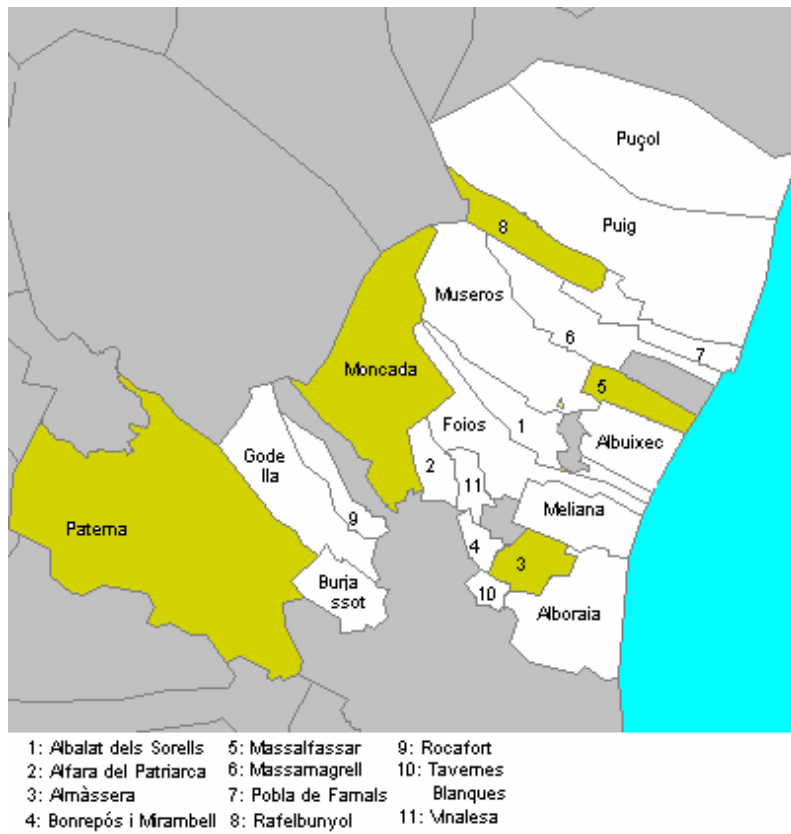 Puçol
Puig
8
Museros
6
7
Moncada
5
Foios
1
Albuixec
Gode
lla
2
11
9
Meliana
Paterna
4
3
Burja
ssot
10
Alboraia
1: Albalat dels Sorells
2: Alfara del Patriarca
3: Almàssera
4: Bonrepós i Mirambell
5: Massalfassar
6: Massamagrell
7: Pobla de Farnals
8: Rafelbunyol
9: Rocafort
10: Tavernes
Blanques
11: Vinalesa